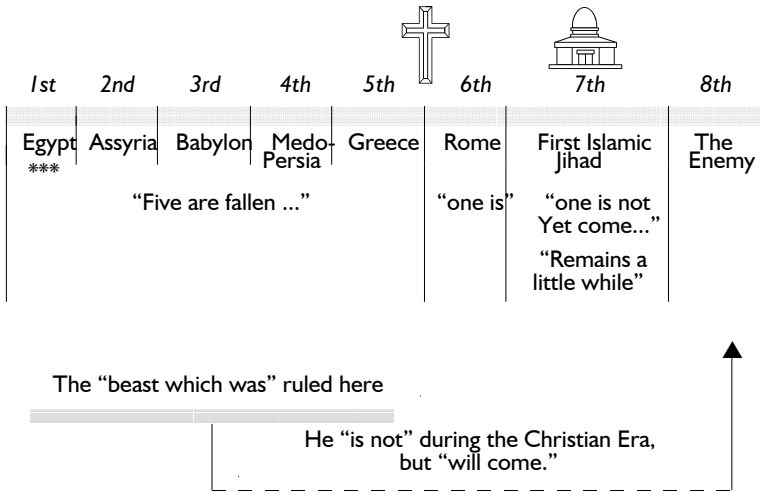 1st 2nd 3rd 4th 5th 6th 7th 8th
Egypt Assyria Babylon Medo- Greece Rome First Islamic The
*** Persia Jihad Enemy
“Five are fallen ...” “one is” “one is not
Yet come...”
“Remains a
little while”
The “beast which was” ruled here
He “is not” during the Christian Era,
but “will come.”